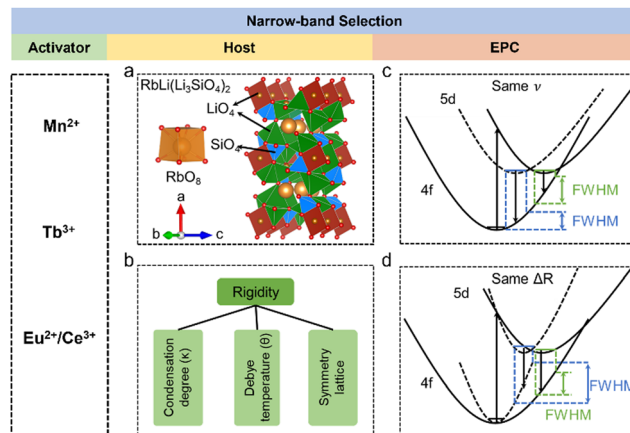 Narrow-band Selection
Activator
Host
EPC
Mn2+
Tb3+
Eu2+/Ce3+
a
RbLi(Li3SiO4)2
LiO4
SiO4
RbO8
a
b
c
b
Rigidity
Condensation
degree (κ)
Debye
temperature (θ)
Symmetry
lattice
c
Same ν
5d
4f
FWHM
FWHM
d
Same ΔR
5d
4f
FWHM
FWHM